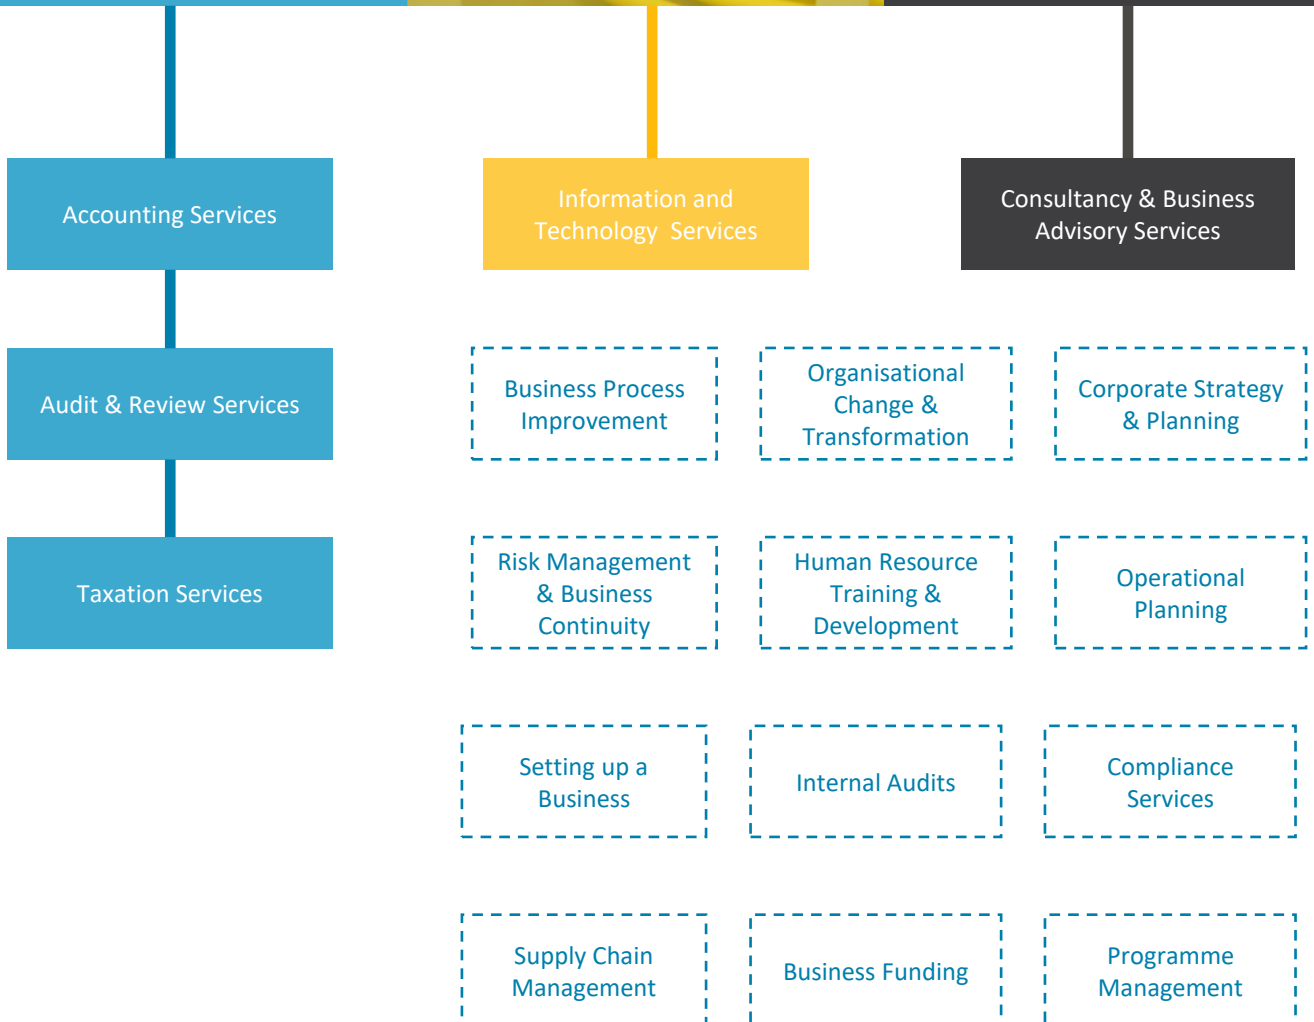 Accounting Services
Information and
Technology  Services
Consultancy & Business
Advisory Services
Audit & Review Services
Business Process
Improvement
Organisational
Change &
Transformation
Corporate Strategy
& Planning
Taxation Services
Risk Management
& Business
Continuity
Human Resource
Training &
Development
Operational
Planning
Setting up a
Business
Internal Audits
Compliance
Services
Supply Chain
Management
Business Funding
Programme
Management